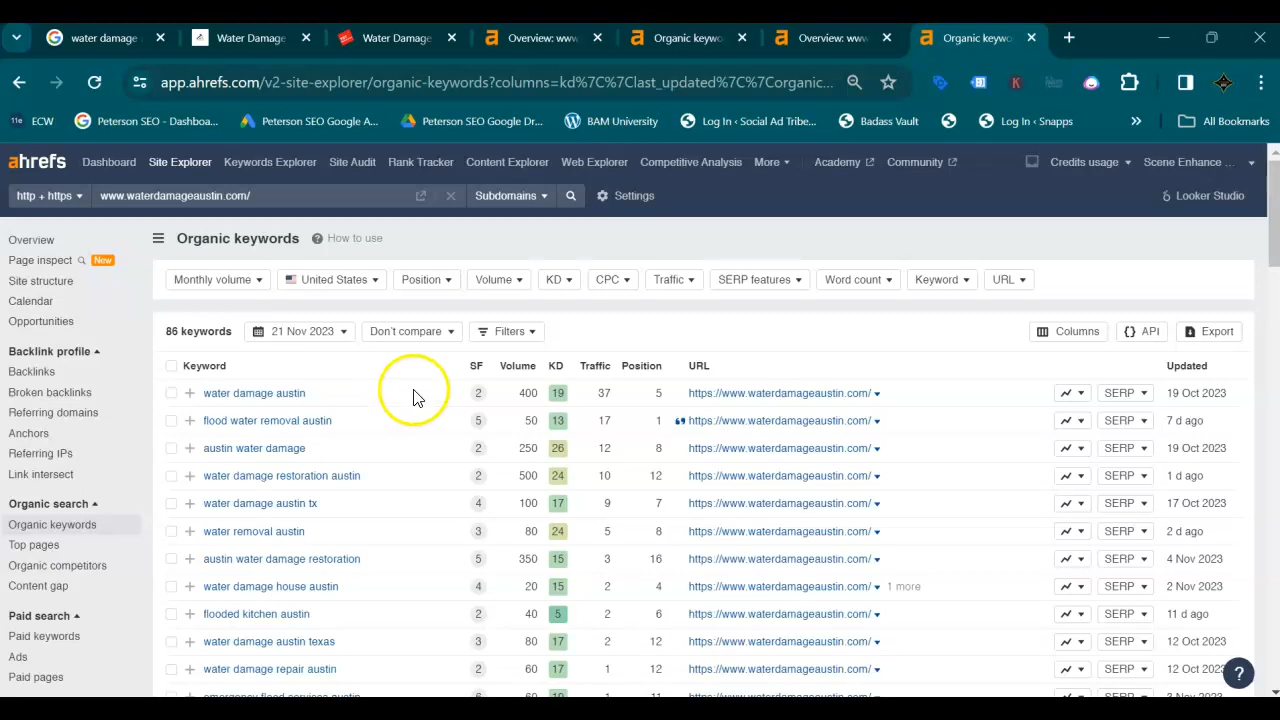 water damage
Water Damage
Water Damage
Overview: www
Organic keywo
Overview: www
Organic keywo
app.ahrefs.com/v2-site-explorer/organic-keywords?columns=kd%7C%7Clast_updated%7C%7Corganic...
11e ECW
Peterson SEO - Dashboa...
Peterson SEO Google A...
Peterson SEO Google Dr...
BAM University
Log In ‹ Social Ad Tribe...
Badass Vault
Log In ‹ Snapps
All Bookmarks
ahrefs Dashboard Site Explorer Keywords Explorer Site Audit Rank Tracker Content Explorer Web Explorer Competitive Analysis More Academy Community Credits usage Scene Enhance ...
http + https www.waterdamageaustin.com/ Subdomains Settings Looker Studio
Overview
Page inspect New
Site structure
Calendar
Opportunities
Backlink profile
Backlinks
Broken backlinks
Referring domains
Anchors
Referring IPs
Link intersect
Organic search
Organic keywords
Top pages
Organic competitors
Content gap
Paid search
Paid keywords
Ads
Paid pages
Organic keywords ? How to use
Monthly volume United States Position Volume KD CPC Traffic SERP features Word count Keyword URL
86 keywords 21 Nov 2023 Don't compare Filters Columns {} API Export
Keyword SF Volume KD Traffic Position URL Updated
water damage austin 2 400 19 37 5 https://www.waterdamageaustin.com/ SERP 19 Oct 2023
flood water removal austin 5 50 13 17 1 https://www.waterdamageaustin.com/ SERP 7 d ago
austin water damage 2 250 26 12 8 https://www.waterdamageaustin.com/ SERP 19 Oct 2023
water damage restoration austin 2 500 24 10 12 https://www.waterdamageaustin.com/ SERP 1 d ago
water damage austin tx 4 100 17 9 7 https://www.waterdamageaustin.com/ SERP 17 Oct 2023
water removal austin 3 80 24 5 8 https://www.waterdamageaustin.com/ SERP 2 d ago
austin water damage restoration 5 350 15 3 16 https://www.waterdamageaustin.com/ SERP 4 Nov 2023
water damage house austin 4 20 15 2 4 https://www.waterdamageaustin.com/ 1 more SERP 2 Nov 2023
flooded kitchen austin 2 40 5 2 6 https://www.waterdamageaustin.com/ SERP 11 d ago
water damage austin texas 3 80 17 2 12 https://www.waterdamageaustin.com/ SERP 12 Oct 2023
water damage repair austin 2 60 17 1 12 https://www.waterdamageaustin.com/ SERP 12 Oct 2023
?